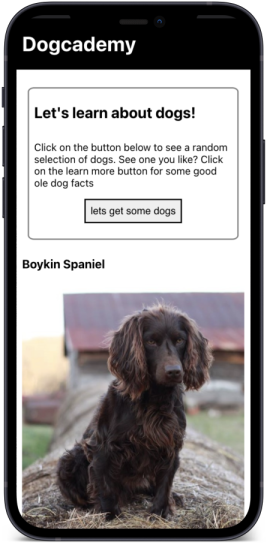 Dogcademy
Let's learn about dogs!
Click on the button below to see a random
selection of dogs. See one you like? Click
on the learn more button for some good
ole dog facts
lets get some dogs
Boykin Spaniel